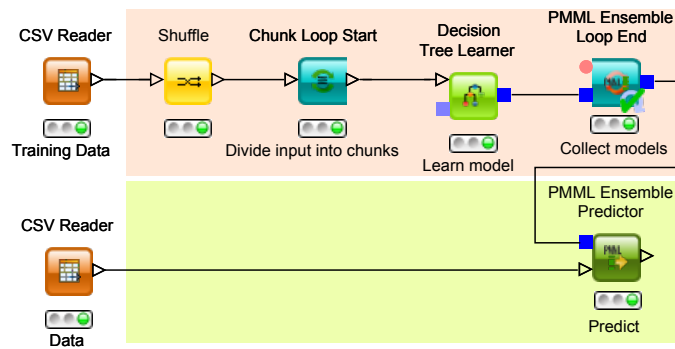 CSV Reader
Training Data
Shuffle
Chunk Loop Start
Divide input into chunks
Decision
Tree Learner
Learn model
PMML Ensemble
Loop End
Collect models
CSV Reader
Data
PMML Ensemble
Predictor
PMML
Predict